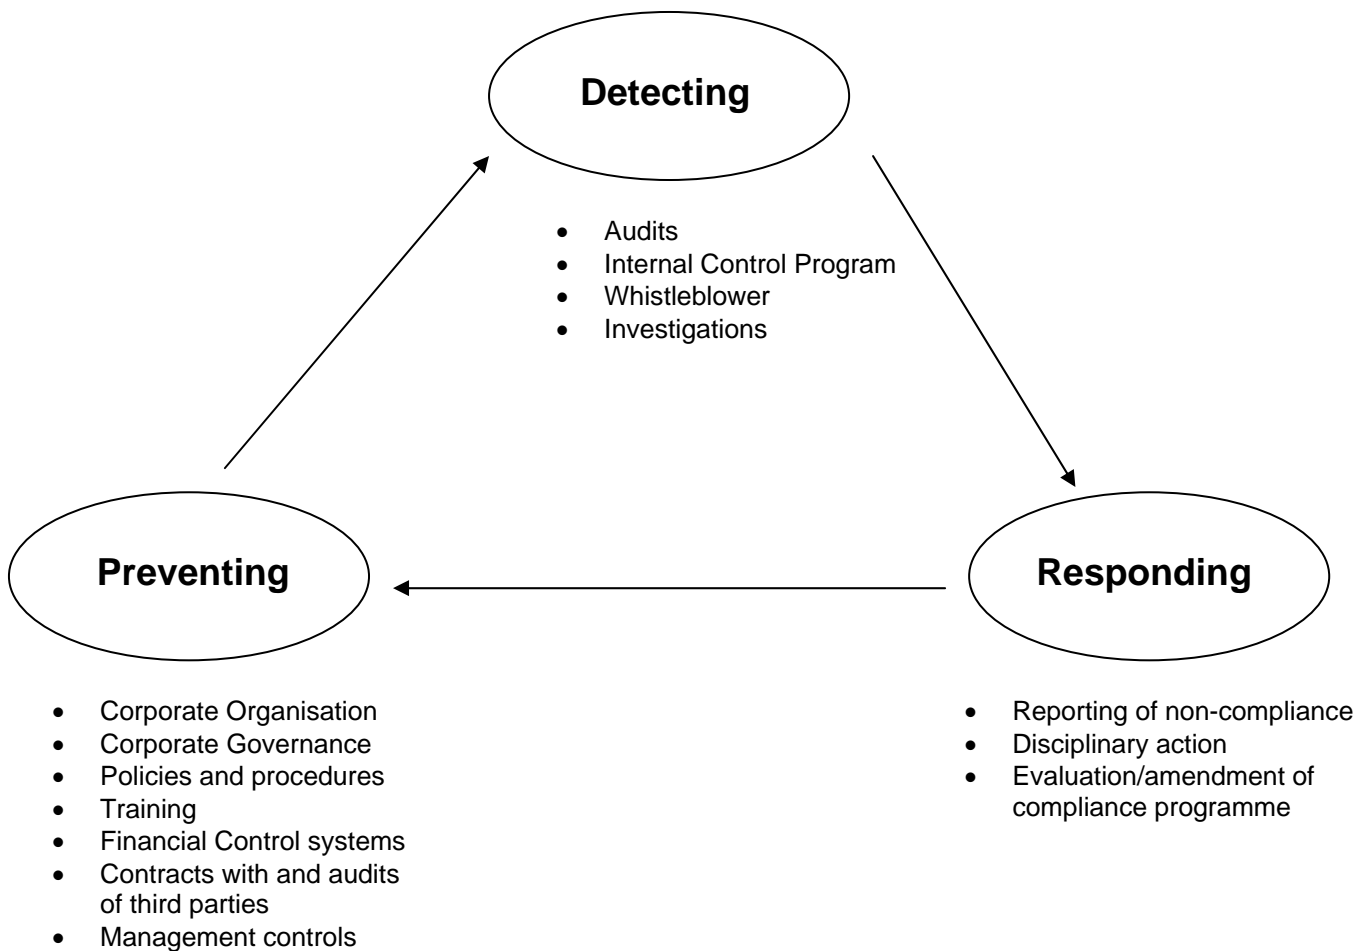 Detecting
• Audits
• Internal Control Program
• Whistleblower
• Investigations
Preventing
• Corporate Organisation
• Corporate Governance
• Policies and procedures
• Training
• Financial Control systems
• Contracts with and audits
of third parties
• Management controls
Responding
• Reporting of non-compliance
• Disciplinary action
• Evaluation/amendment of
compliance programme